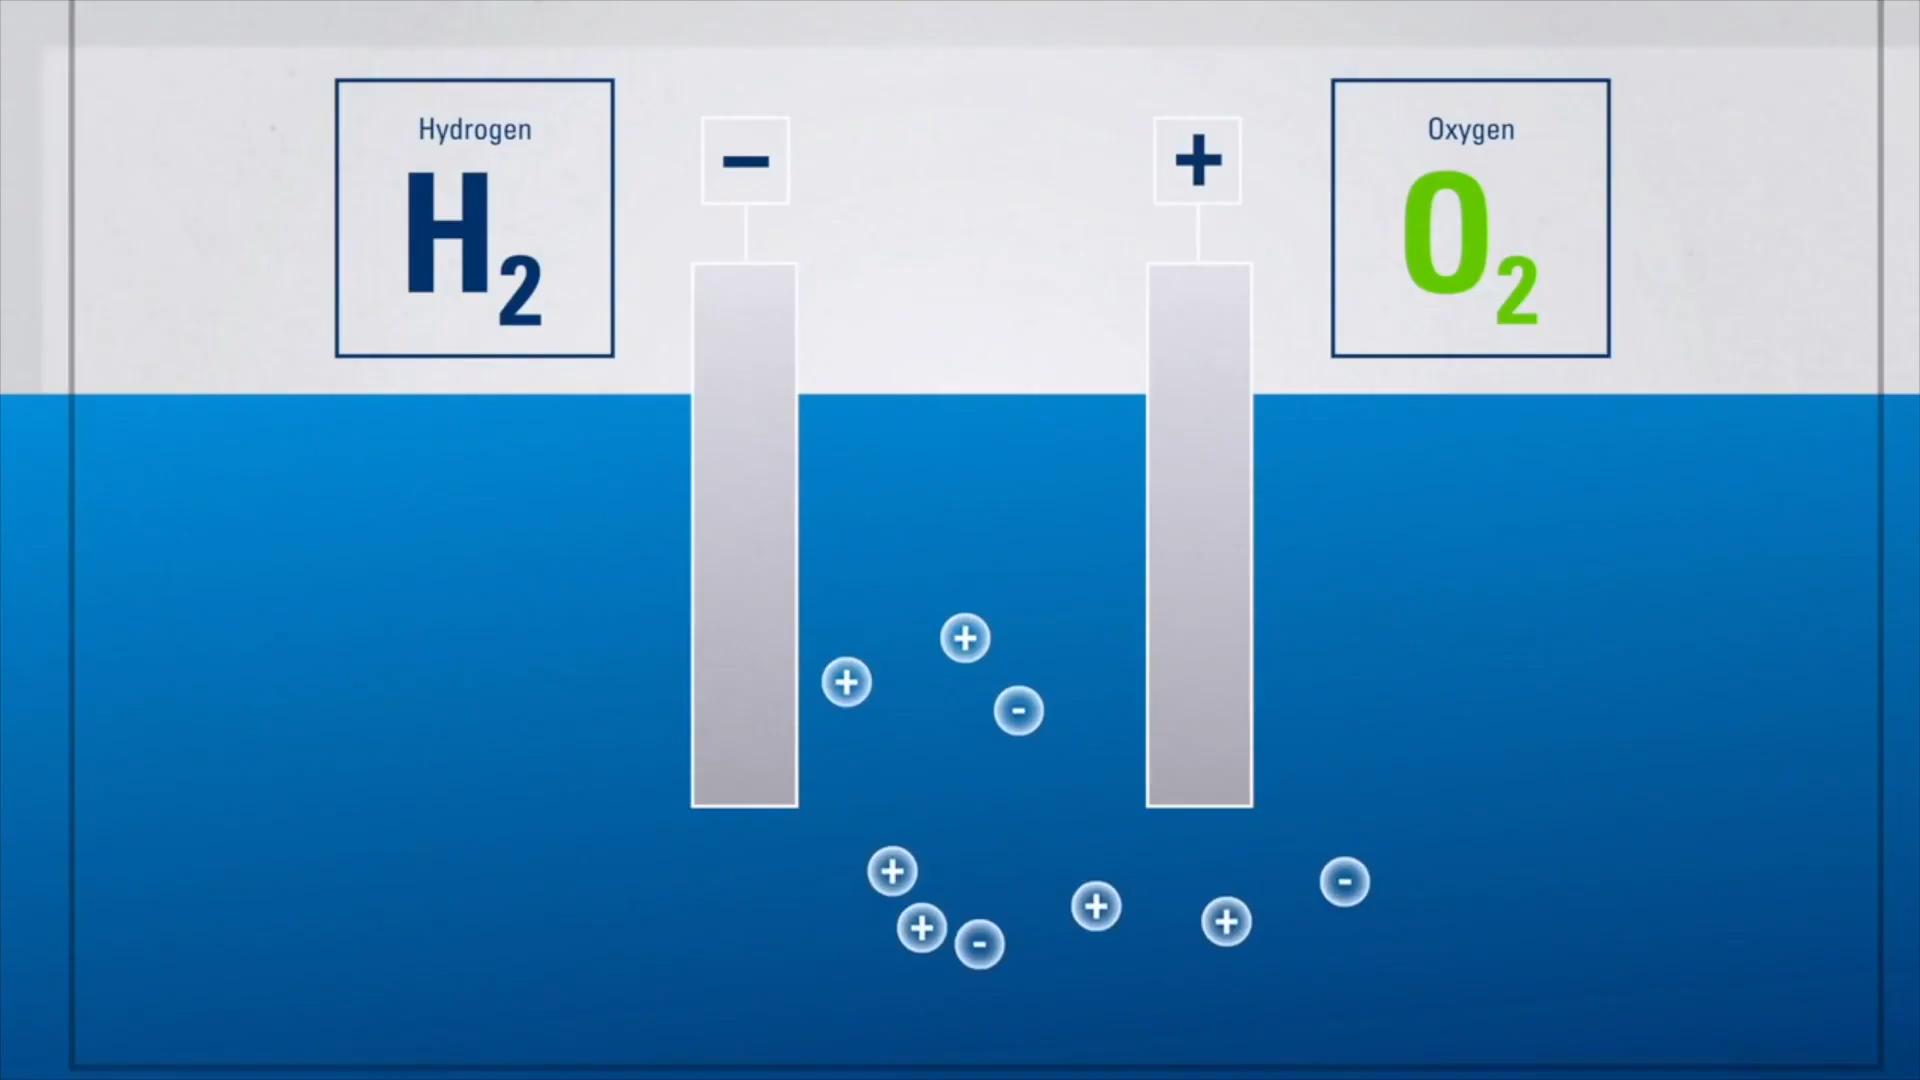 Hydrogen
H2
−
+
Oxygen
O2
+
+
-
+
+
-
+
+
-